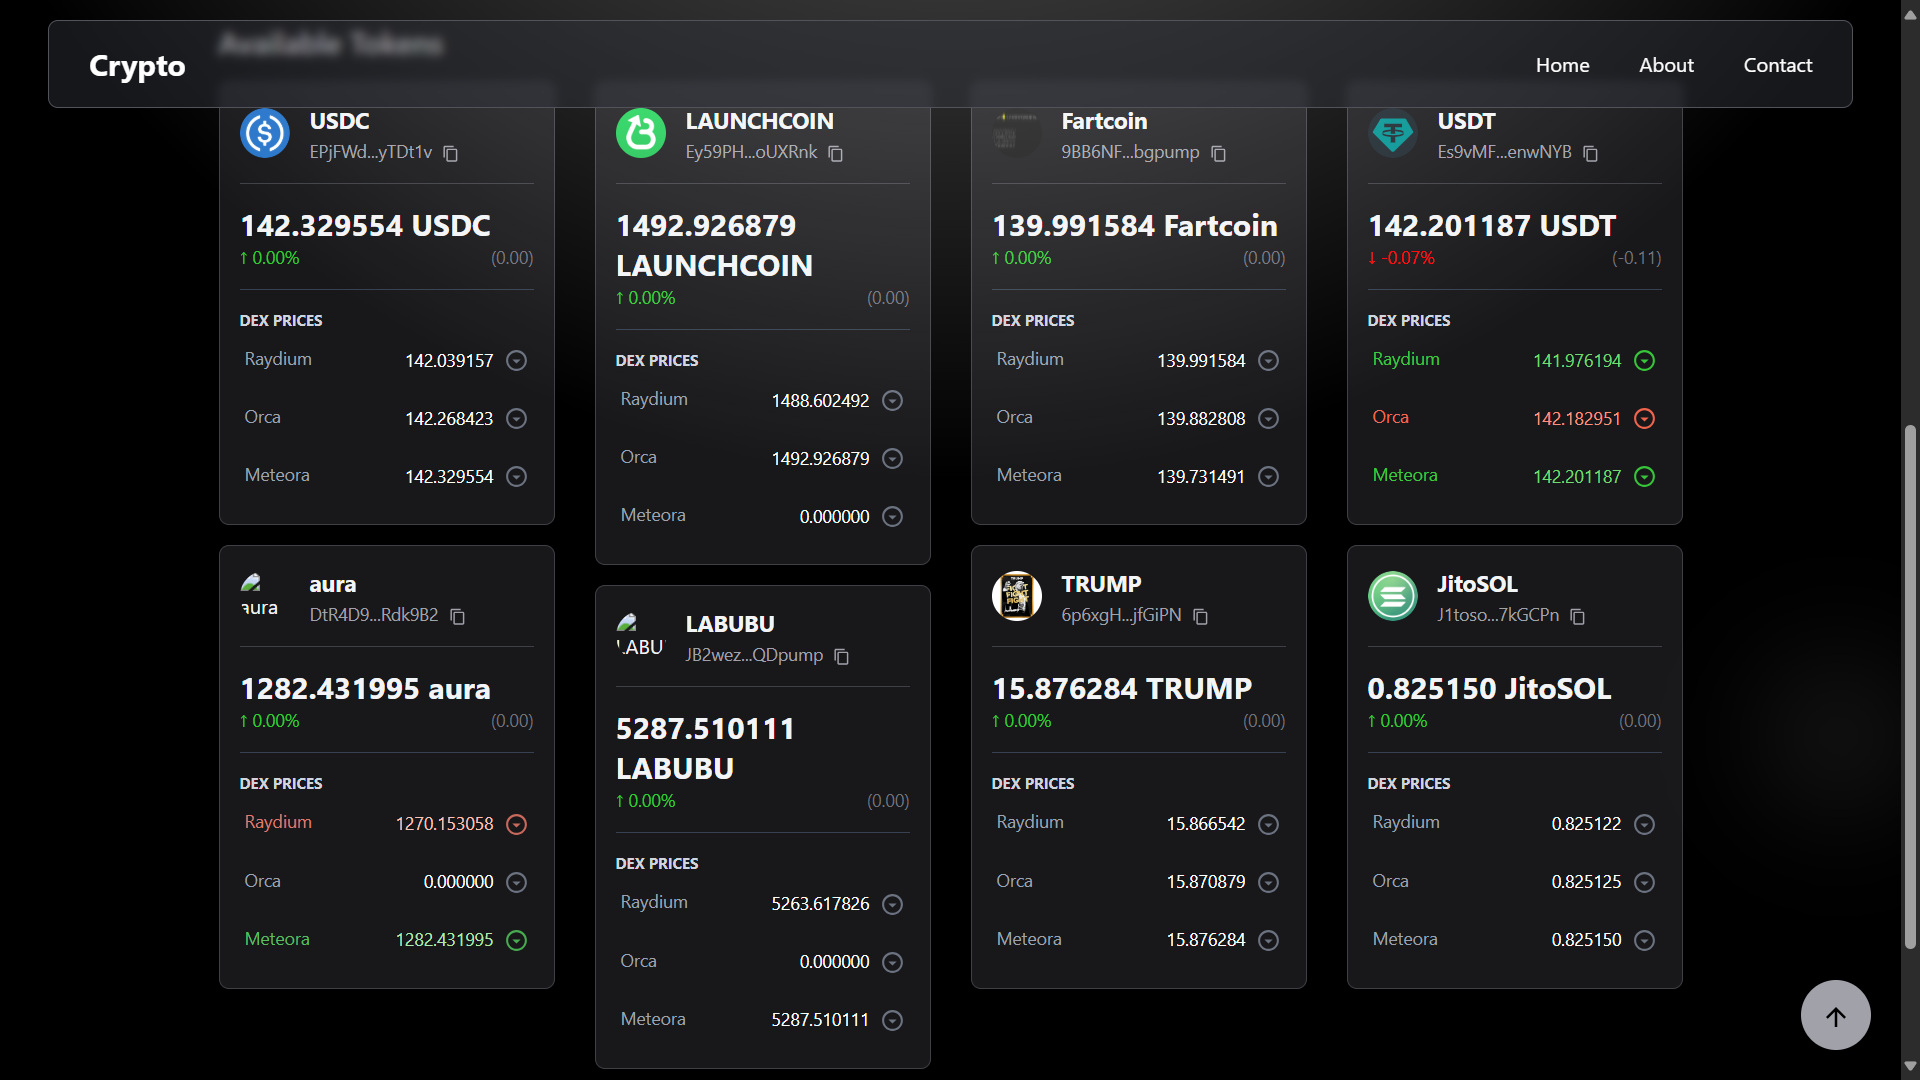 Available Tokens
Crypto
Home
About
Contact
USDC
EPjFWd...yTDt1v
142.329554 USDC
↑ 0.00%
(0.00)
DEX PRICES
Raydium 142.039157
Orca 142.268423
Meteora 142.329554
LAUNCHCOIN
Ey59PH...oUXRnk
1492.926879
LAUNCHCOIN
↑ 0.00%
(0.00)
DEX PRICES
Raydium 1488.602492
Orca 1492.926879
Meteora 0.000000
Fartcoin
9BB6NF...bgpump
139.991584 Fartcoin
↑ 0.00%
(0.00)
DEX PRICES
Raydium 139.991584
Orca 139.882808
Meteora 139.731491
USDT
Es9vMF...enwNYB
142.201187 USDT
↓ -0.07%
(-0.11)
DEX PRICES
Raydium 141.976194
Orca 142.182951
Meteora 142.201187
aura
aura
DtR4D9...Rdk9B2
1282.431995 aura
↑ 0.00%
(0.00)
DEX PRICES
Raydium 1270.153058
Orca 0.000000
Meteora 1282.431995
LABU
LABUBU
JB2wez...QDpump
5287.510111
LABUBU
↑ 0.00%
(0.00)
DEX PRICES
Raydium 5263.617826
Orca 0.000000
Meteora 5287.510111
TRUMP
6p6xgH...jfGiPN
15.876284 TRUMP
↑ 0.00%
(0.00)
DEX PRICES
Raydium 15.866542
Orca 15.870879
Meteora 15.876284
JitoSOL
J1toso...7kGCPn
0.825150 JitoSOL
↑ 0.00%
(0.00)
DEX PRICES
Raydium 0.825122
Orca 0.825125
Meteora 0.825150